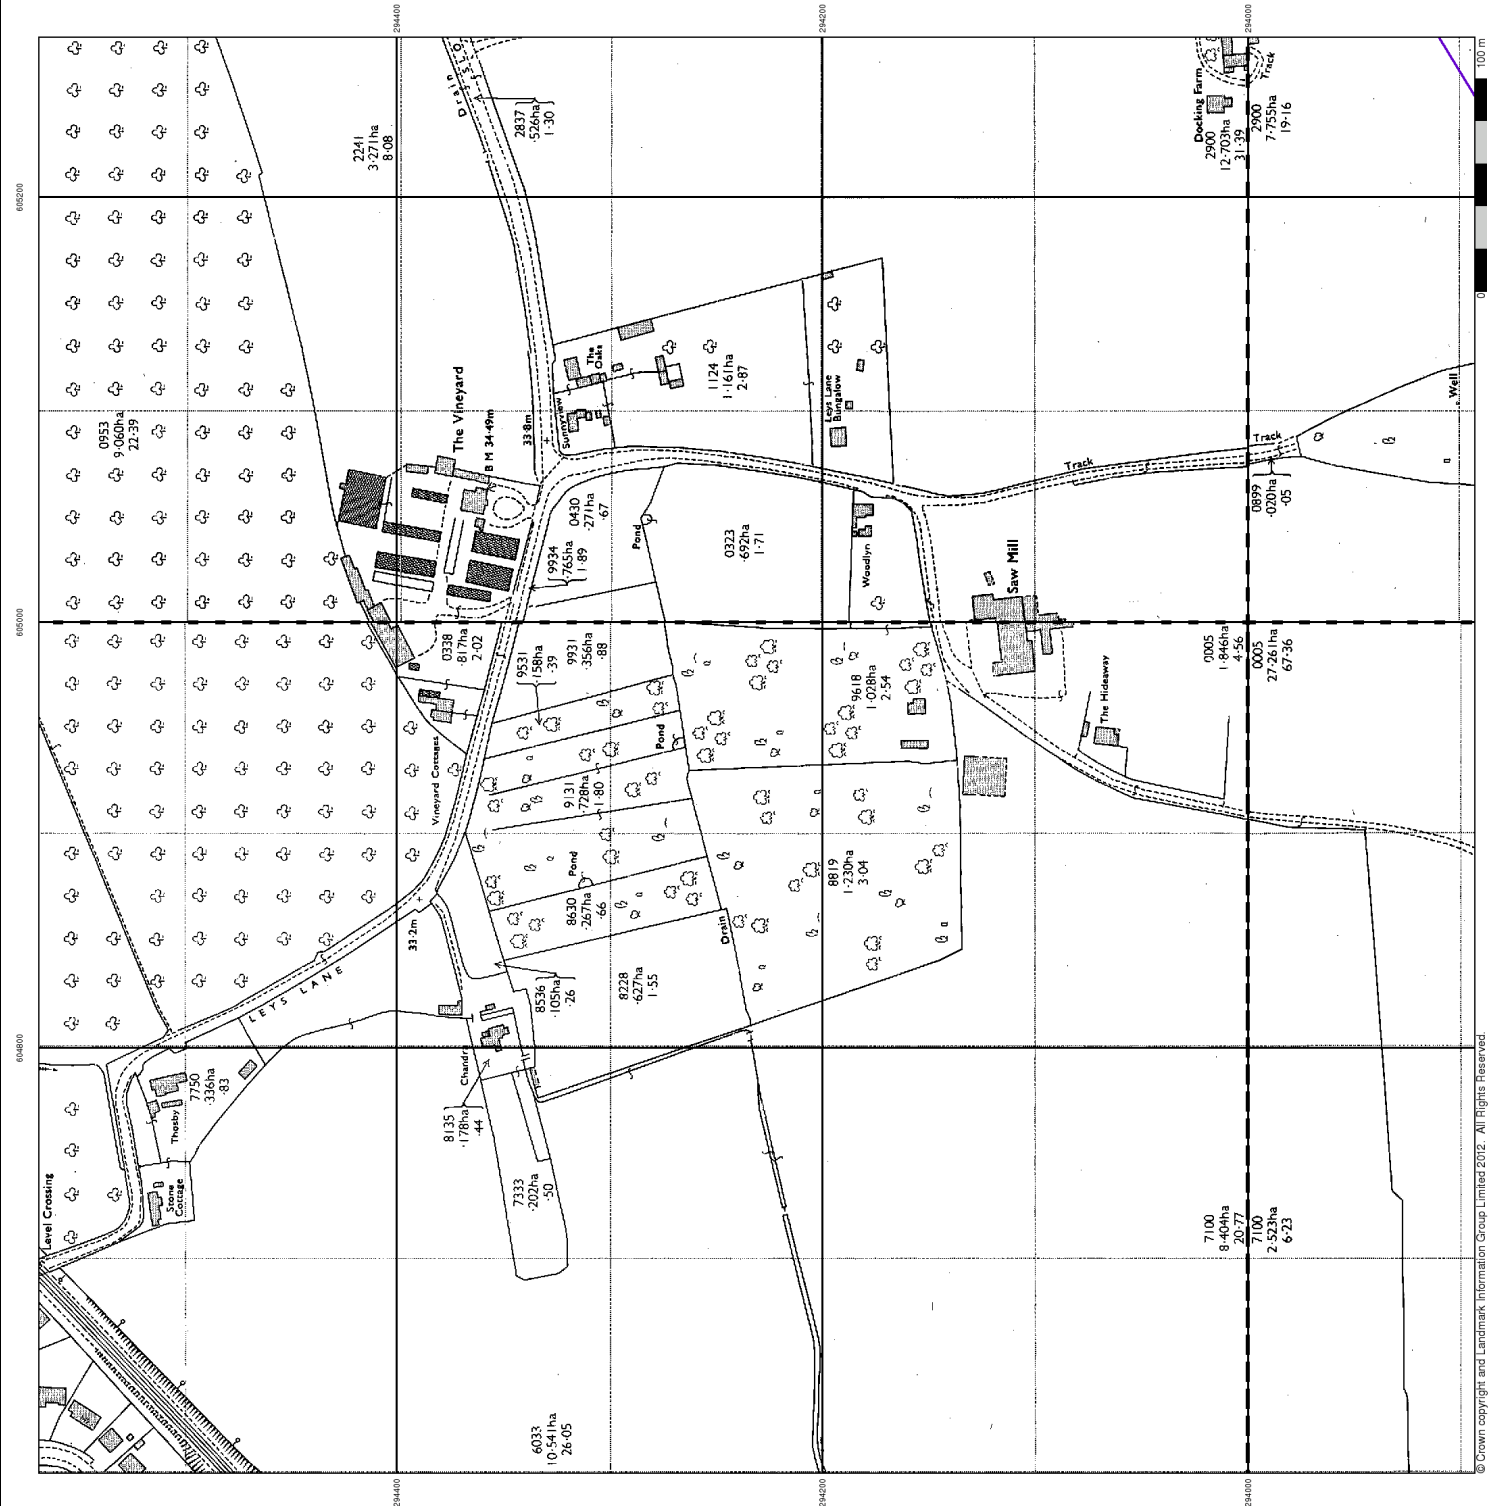 294400
294200
294000
605200
605000
604800
Drain
LO
S
2241
3·271ha
8·08
2837
·526ha
1·30
Docking Farm
2900
12·703ha
31·39
2900
7·755ha
19·16
Track
100 m
0
0953
9·060ha
22·39
The Vineyard
B M 34·49m
33·8m
Sunnyview
The
Oaks
1124
1·161ha
2·87
Leys Lane
Bungalow
Track
Track
Well
0899
·020ha
·05
0430
·271ha
·67
9934
·765ha
1·89
Pond
0323
·692ha
1·71
Woodlyn
Saw Mill
0338
·817ha
2·02
9531
·158ha
·39
9931
·356ha
·88
9618
1·028ha
2·54
0005
1·846ha
4·56
0005
27·261ha
67·36
The Hideaway
Vineyard Cottages
Pond
9131
·728ha
1·80
Pond
8630
·267ha
·66
8819
1·230ha
3·04
33·2m
Drain
LEYS LANE
8536
·105ha
·26
8228
·627ha
1·55
Chandra
8135
·178ha
·44
7333
·202ha
·50
7750
·336ha
·83
Thosby
Stone
Cottage
Level Crossing
7100
8·404ha
20·77
7100
2·523ha
6·23
6033
10·541ha
26·05
294400
294200
294000
© Crown copyright and Landmark Information Group Limited 2012. All Rights Reserved.